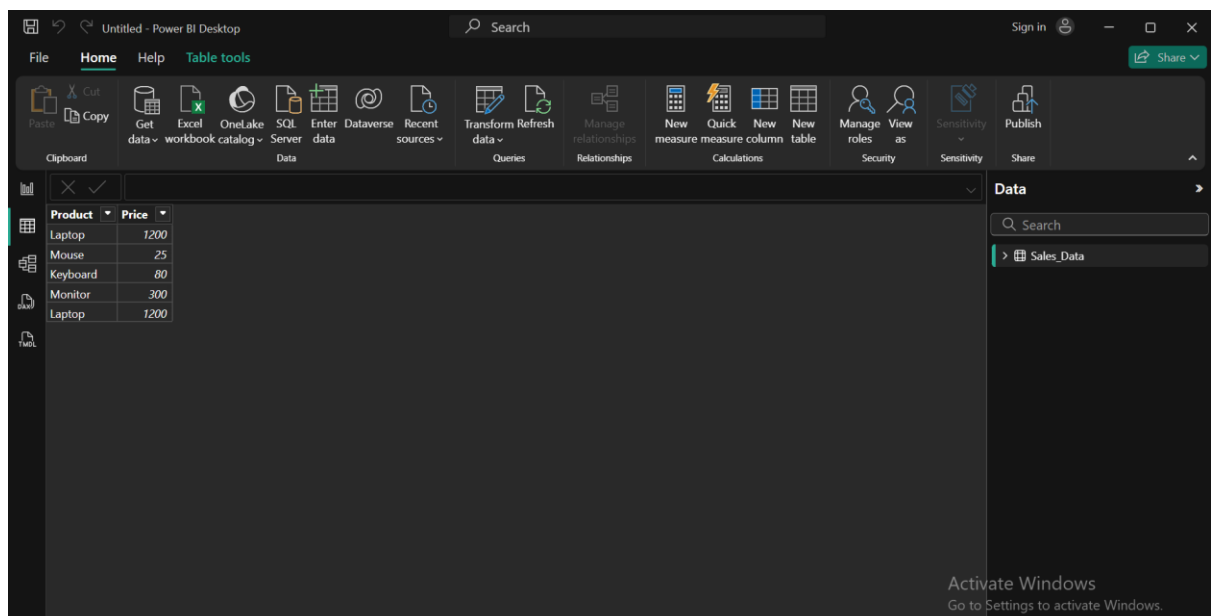 Untitled - Power BI Desktop
Search
Sign in
File Home Help Table tools
Share
Paste
Cut
Copy
Get data
Excel workbook
OneLake catalog
SQL Server
Enter data
Dataverse
Recent sources
Transform data
Refresh
Manage relationships
New measure
Quick measure
New column
New table
Manage roles
View as
Sensitivity
Publish
Clipboard
Data
Queries
Relationships
Calculations
Security
Sensitivity
Share
Data
Search
Sales_Data
Product Price
Laptop 1200
Mouse 25
Keyboard 80
Monitor 300
Laptop 1200
DAX
TMDL
Activate Windows
Go to Settings to activate Windows.